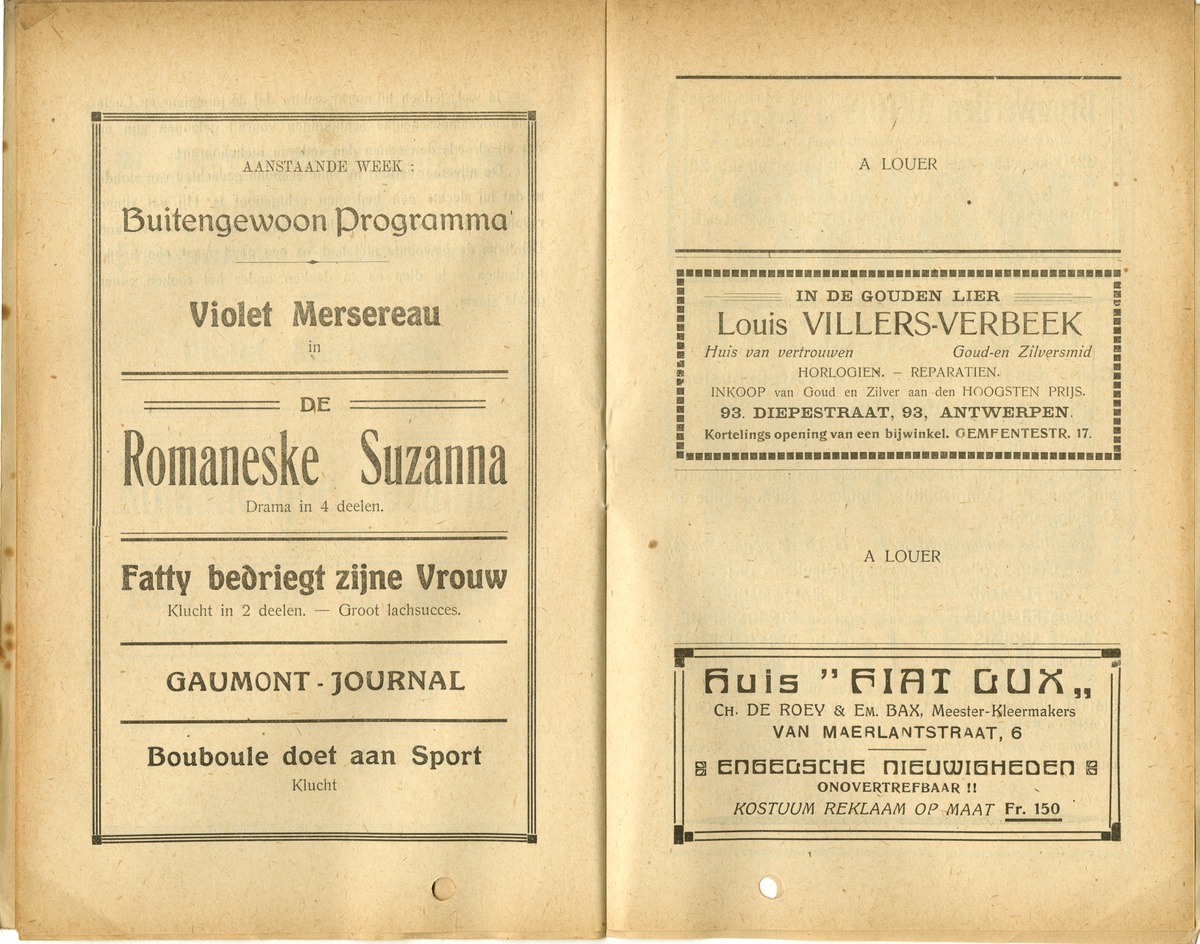 AANSTAANDE WEEK :
Buitengewoon Programma
Violet Mersereau
in
DE
Romaneske Suzanna
Drama in 4 deelen.
Fatty bedriegt zijne Vrouw
Klucht in 2 deelen. — Groot lachsucces.
GAUMONT - JOURNAL
Bouboule doet aan Sport
Klucht
A LOUER
IN DE GOUDEN LIER
Louis VILLERS-VERBEEK
Huis van vertrouwen Goud-en Zilversmid
HORLOGIEN. — REPARATIEN.
INKOOP van Goud en Zilver aan den HOOGSTEN PRIJS.
93. DIEPESTRAAT, 93, ANTWERPEN.
Kortelings opening van een bijwinkel. GEMFENTESTR. 17.
A LOUER
Huis " FIAT LUX „
CH. DE ROEY & EM. BAX, Meester-Kleermakers
VAN MAERLANTSTRAAT, 6
ENGELSCHE NIEUWIGHEDEN
ONOVERTREFBAAR !!
KOSTUUM REKLAAM OP MAAT Fr. 150